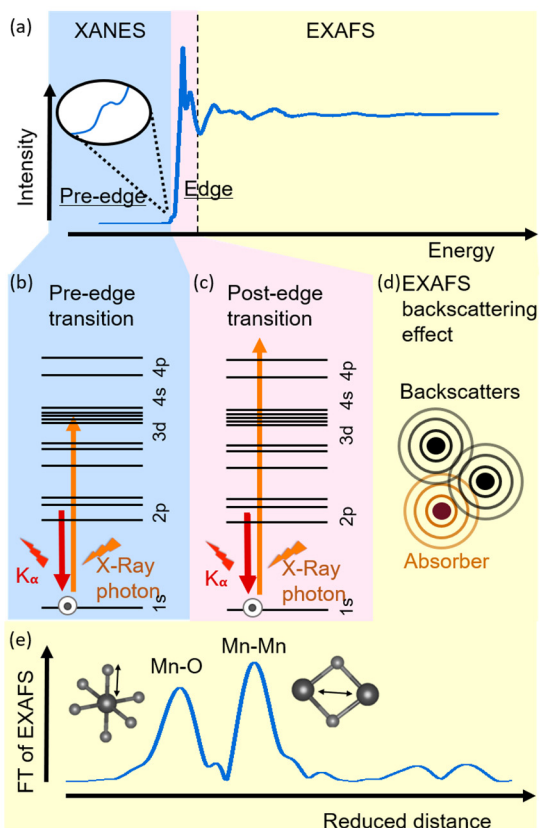 (a)
XANES
EXAFS
Intensity
Pre-edge
Edge
Energy
(b)
Pre-edge
transition
4p
4s
3d
2p
1s
Kα
X-Ray
photon
(c)
Post-edge
transition
4p
4s
3d
2p
1s
Kα
X-Ray
photon
(d)
EXAFS
backscattering
effect
Backscatters
Absorber
(e)
FT of EXAFS
Mn-O
Mn-Mn
Reduced distance